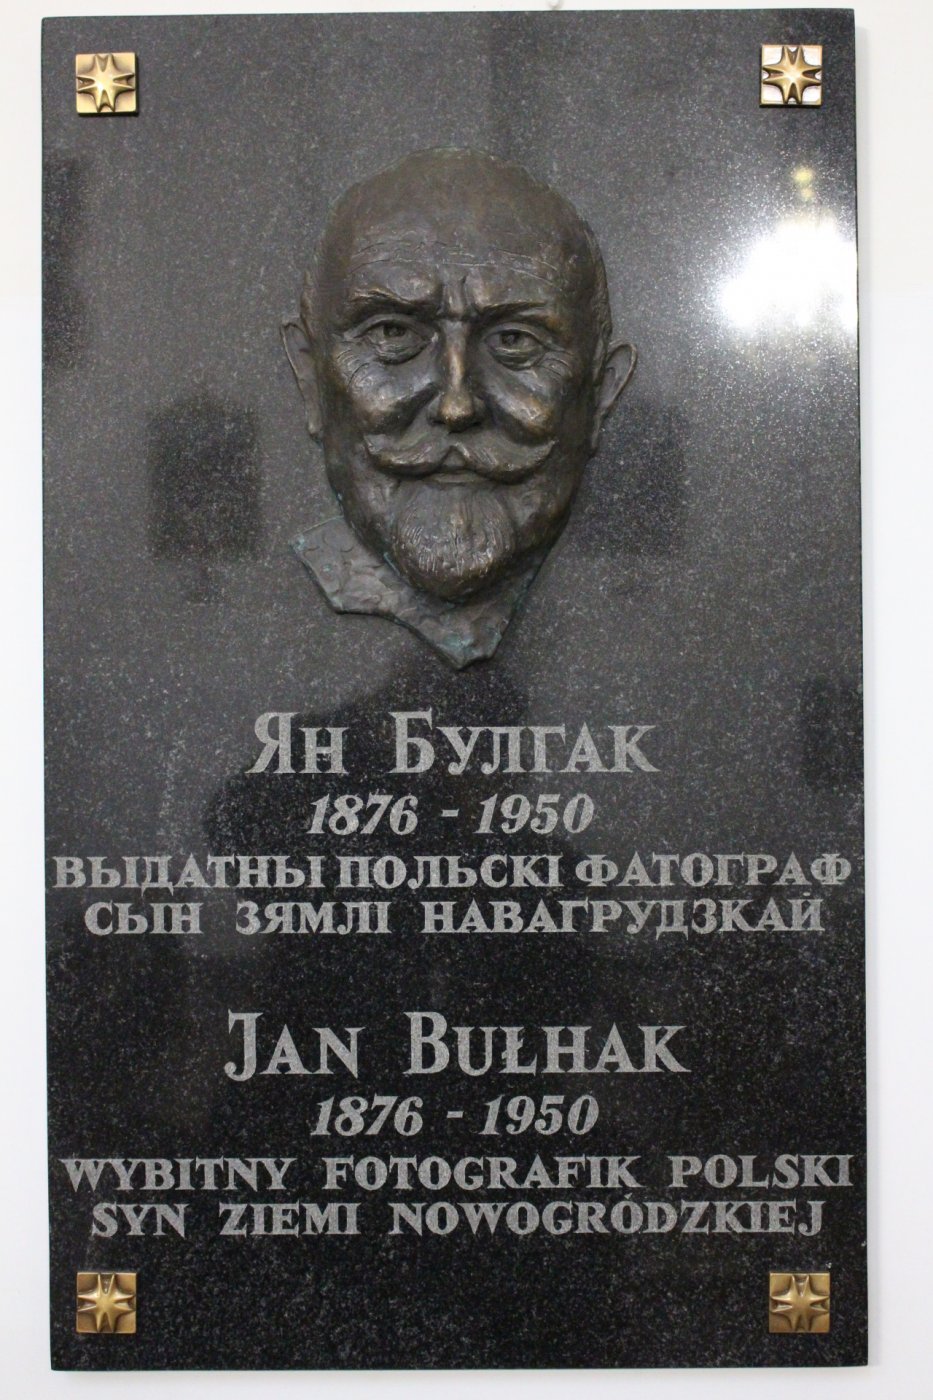 Ян Булгак
1876 - 1950
ВЫДАТНЫ ПОЛЬСКІ ФАТОГРАФ
СЫН ЗЯМЛІ НАВАГРУДЗКАЙ
Jan Bułhak
1876 - 1950
WYBITNY FOTOGRAFIK POLSKI
SYN ZIEMI NOWOGRÓDZKIEJ